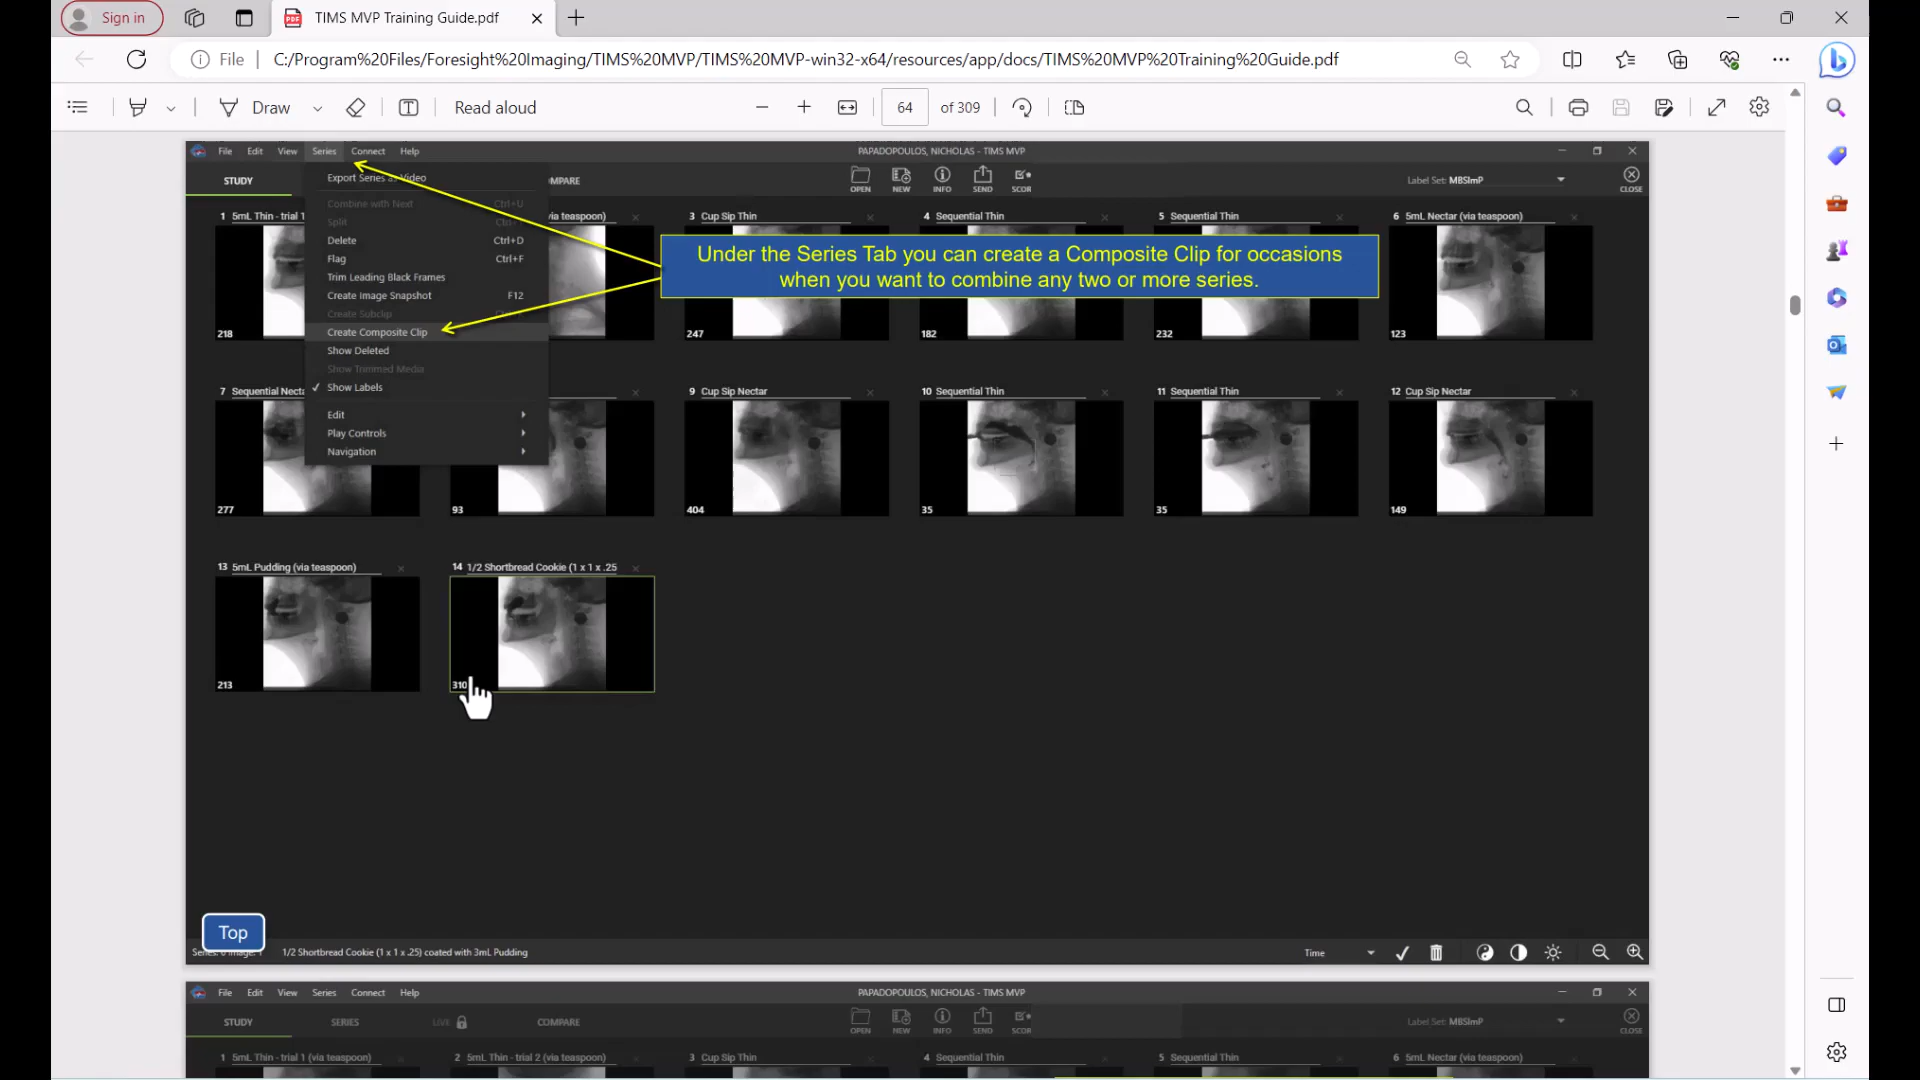 Sign in
TIMS MVP Training Guide.pdf
File
C:/Program%20Files/Foresight%20Imaging/TIMS%20MVP/TIMS%20MVP-win32-x64/resources/app/docs/TIMS%20MVP%20Training%20Guide.pdf
Draw
Read aloud
64 of 309
File Edit View Series Connect Help
PAPADOPOULOS, NICHOLAS - TIMS MVP
STUDY
OPEN NEW INFO SEND
Label Set: MBSImP
CLOSE
Export Series as Video
Combine with Next Ctrl+U
Split
Delete Ctrl+D
Flag Ctrl+F
Trim Leading Black Frames
Create Image Snapshot F12
Create Subclip
Create Composite Clip
Show Deleted
Show Trimmed Media
Show Labels
Edit
Play Controls
Navigation
Under the Series Tab you can create a Composite Clip for occasions
when you want to combine any two or more series.
1 5mL Thin - trial 1
via teaspoon)
3 Cup Sip Thin
4 Sequential Thin
5 Sequential Thin
6 5mL Nectar (via teaspoon)
218
247
182
232
123
7 Sequential
9 Cup Sip Nectar
10 Sequential Thin
11 Sequential Thin
12 Cup Sip Nectar
277
93
404
35
35
149
13 5mL Pudding (via teaspoon)
14 1/2 Shortbread Cookie (1 x 1 x .25
213
310
Top
1/2 Shortbread Cookie (1 x 1 x .25) coated with 3mL Pudding
Time
File Edit View Series Connect Help
PAPADOPOULOS, NICHOLAS - TIMS MVP
STUDY
SERIES
LIVE
COMPARE
OPEN NEW INFO SEND
Label Set: MBSImP
CLOSE
1 5mL Thin - trial 1 (via teaspoon)
2 5mL Thin - trial 2 (via teaspoon)
3 Cup Sip Thin
4 Sequential Thin
5 Sequential Thin
6 5mL Nectar (via teaspoon)